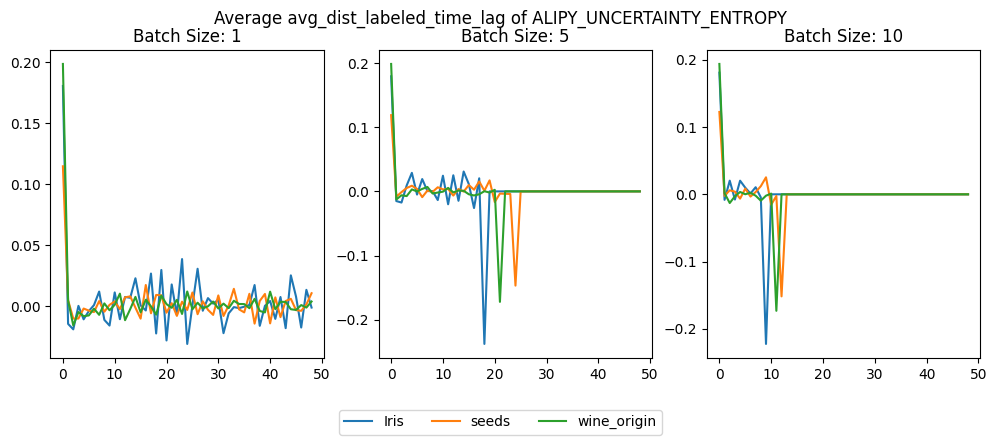 Average avg_dist_labeled_time_lag of ALIPY_UNCERTAINTY_ENTROPY
Batch Size: 1
0.20
0.15
0.10
0.05
0.00
0 10 20 30 40 50
Batch Size: 5
0.2
0.1
0.0
−0.1
−0.2
0 10 20 30 40 50
Batch Size: 10
0.2
0.1
0.0
−0.1
−0.2
0 10 20 30 40 50
Iris seeds wine_origin